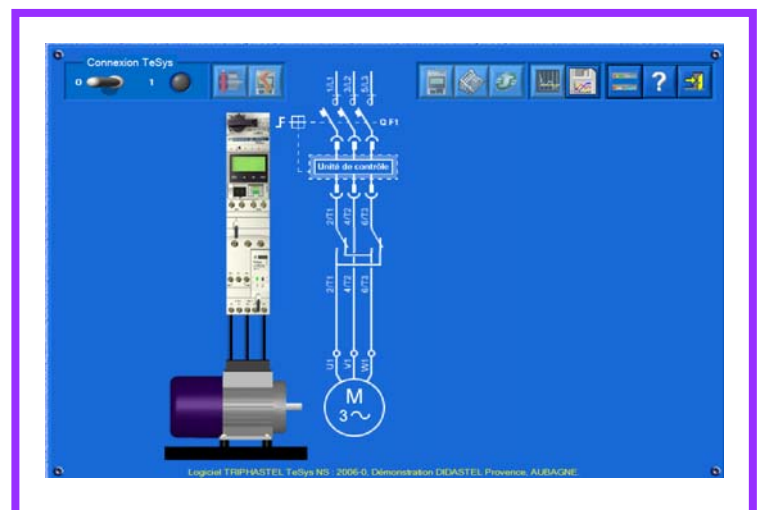 Connexion TeSys
0 1
?
1/L1 3/L2 5/L3
Q F1
Unité de contrôle
2/T1 4/T2 6/T3
2/T1 4/T2 6/T3
U1 V1 W1
M
3~
Logiciel TRIPHASTEL TeSys NS : 2006-0, Démonstration DIDASTEL Provence, AUBAGNE.